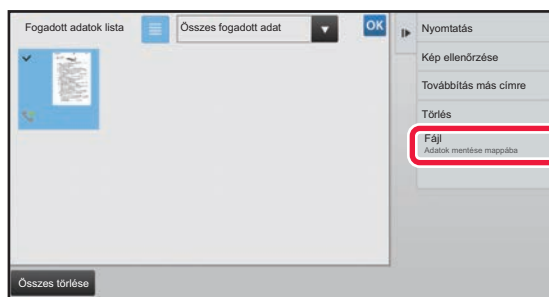 Fogadott adatok lista
Összes fogadott adat
OK
Nyomtatás
Kép ellenőrzése
Továbbítás más címre
Törlés
Fájl
Adatok mentése mappába
Összes törlése